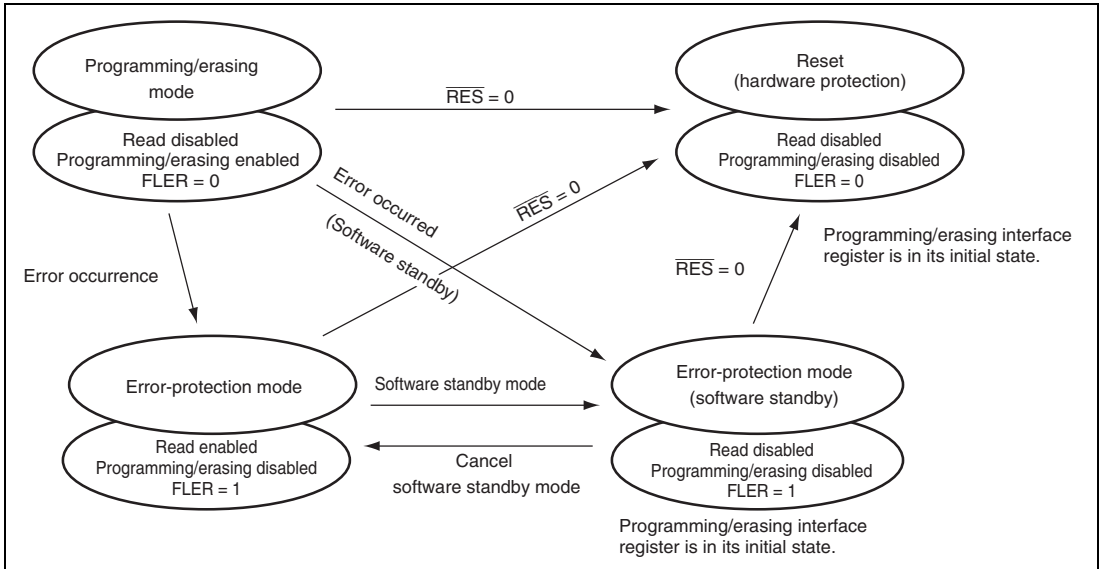 Programming/erasing
mode
Read disabled
Programming/erasing enabled
FLER = 0
RES = 0
Reset
(hardware protection)
Read disabled
Programming/erasing disabled
FLER = 0
Programming/erasing interface
register is in its initial state.
Error occurred
(Software standby)
RES = 0
RES = 0
Error occurrence
Error-protection mode
Read enabled
Programming/erasing disabled
FLER = 1
Software standby mode
Cancel
software standby mode
Error-protection mode
(software standby)
Read disabled
Programming/erasing disabled
FLER = 1
Programming/erasing interface
register is in its initial state.